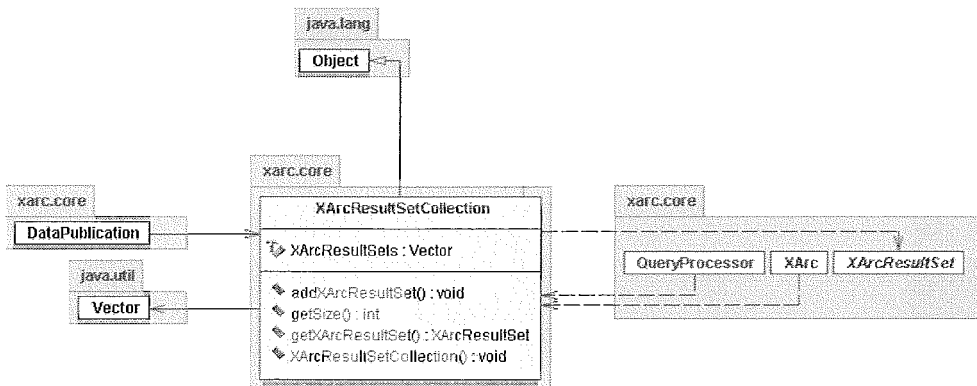 java.lang
Object
xarc.core
XArcResultSetCollection
XArcResultSets : Vector
addXArcResultSet() : void
getSize() : int
getXArcResultSet() : XArcResultSet
XArcResultSetCollection() : void
xarc.core
DataPublication
java.util
Vector
xarc.core
QueryProcessor
XArc
XArcResultSet